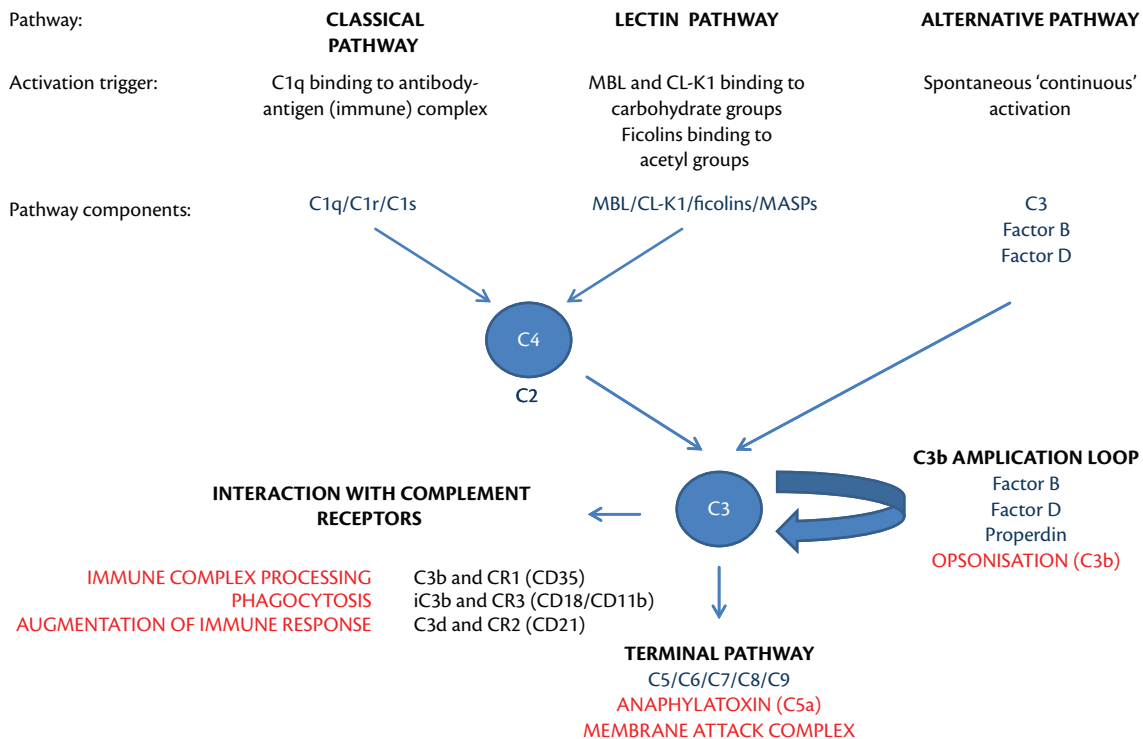 Pathway:
CLASSICAL
PATHWAY
LECTIN PATHWAY
ALTERNATIVE PATHWAY
Activation trigger:
C1q binding to antibody-
antigen (immune) complex
MBL and CL-K1 binding to
carbohydrate groups
Ficolins binding to
acetyl groups
Spontaneous ‘continuous’
activation
Pathway components:
C1q/C1r/C1s
MBL/CL-K1/ficolins/MASPs
C3
Factor B
Factor D
C4
C2
C3
C3b AMPLICATION LOOP
Factor B
Factor D
Properdin
OPSONISATION (C3b)
INTERACTION WITH COMPLEMENT
RECEPTORS
IMMUNE COMPLEX PROCESSING C3b and CR1 (CD35)
PHAGOCYTOSIS iC3b and CR3 (CD18/CD11b)
AUGMENTATION OF IMMUNE RESPONSE C3d and CR2 (CD21)
TERMINAL PATHWAY
C5/C6/C7/C8/C9
ANAPHYLATOXIN (C5a)
MEMBRANE ATTACK COMPLEX